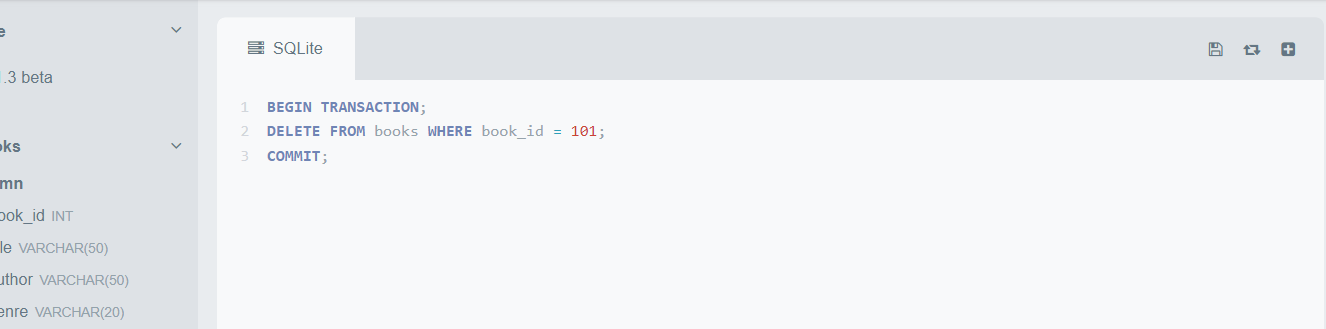 e
.3 beta
oks
mn
ook_id INT
le VARCHAR(50)
uthor VARCHAR(50)
enre VARCHAR(20)
SQLite
1 BEGIN TRANSACTION;
2 DELETE FROM books WHERE book_id = 101;
3 COMMIT;